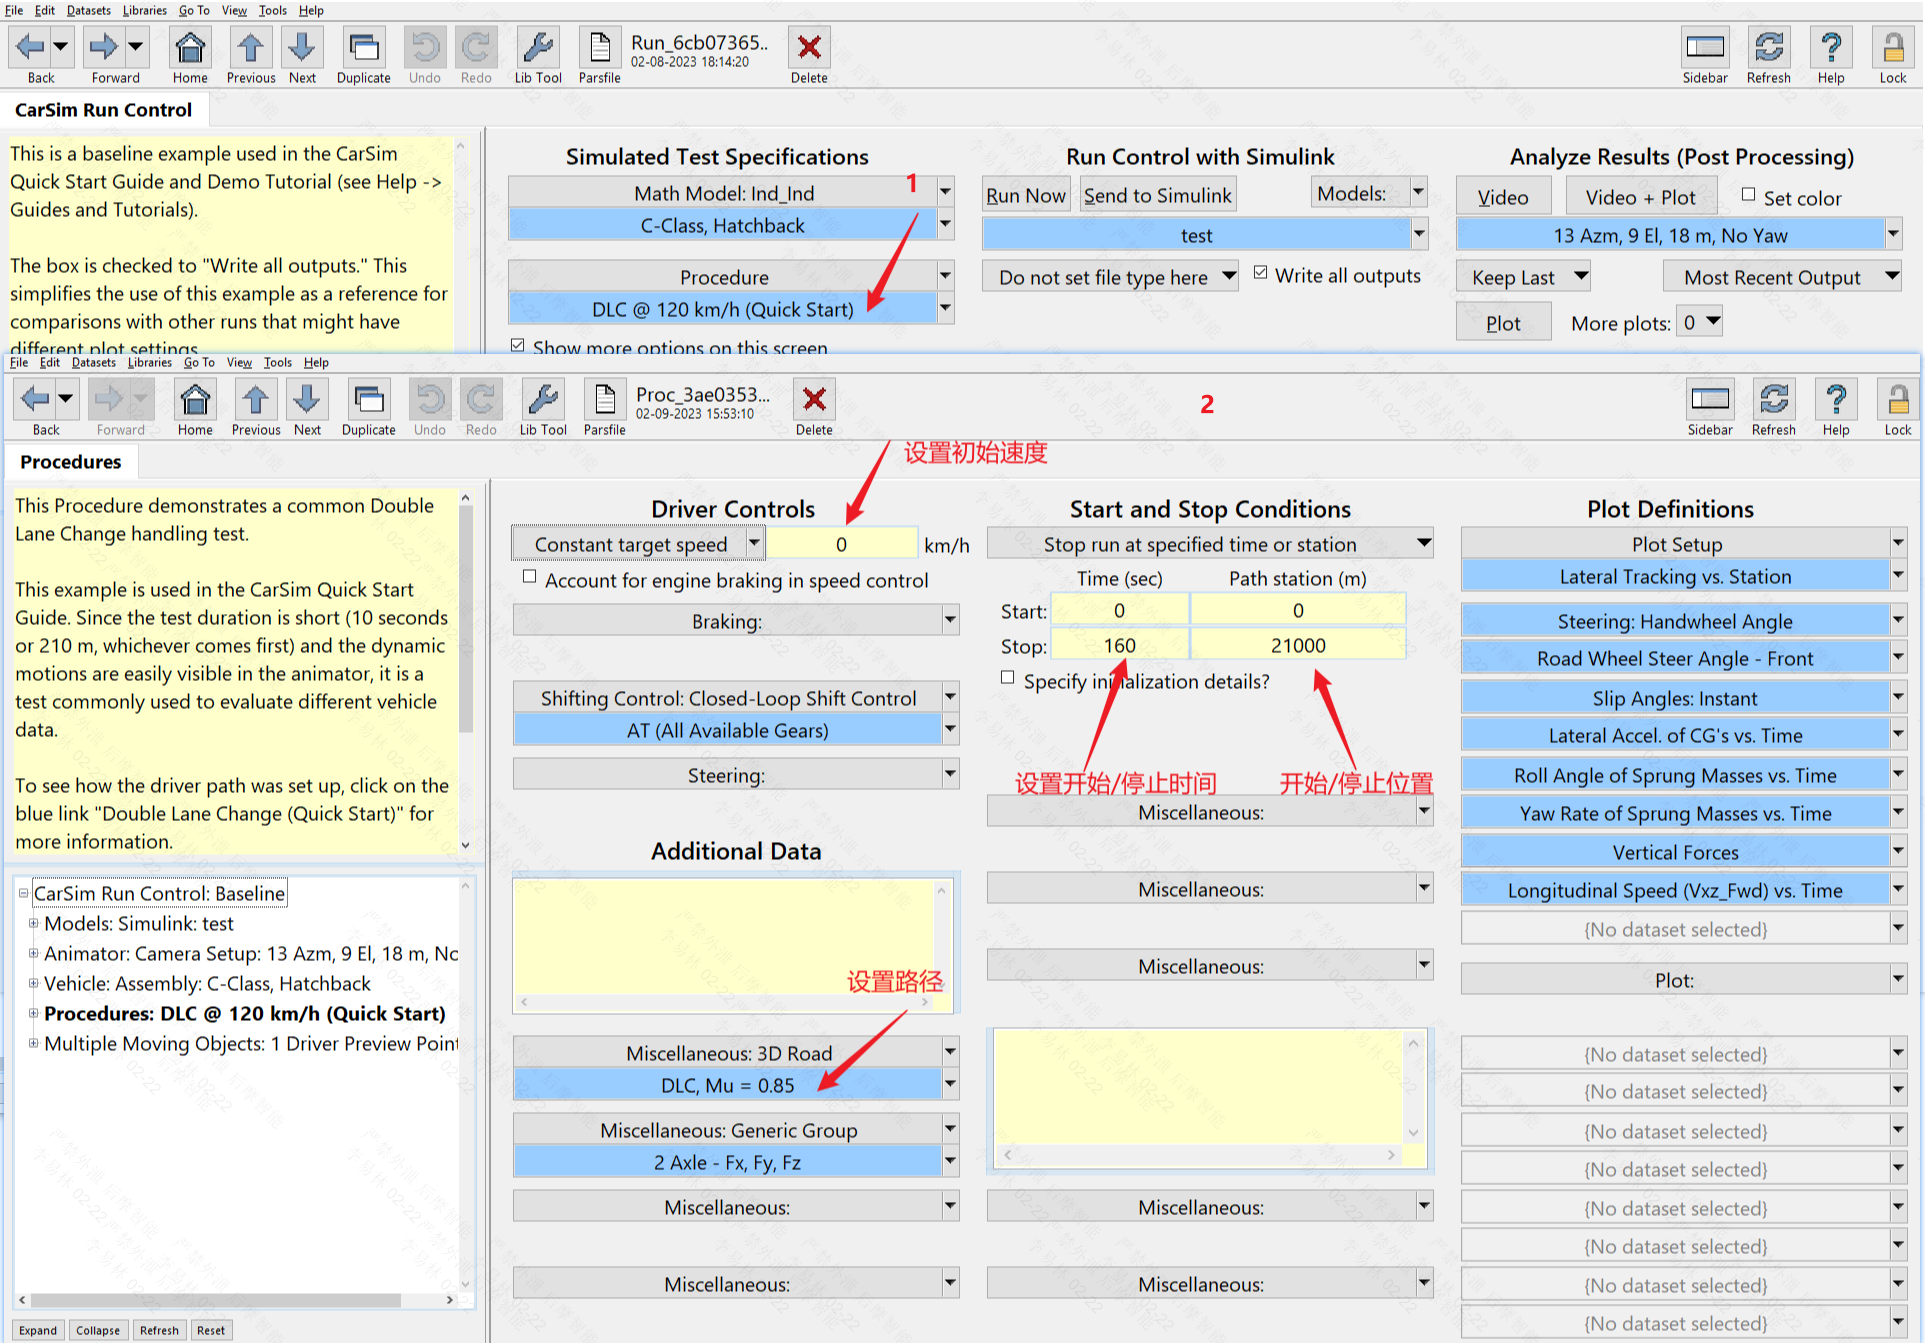 File Edit Datasets Libraries Go To View Tools Help
Back Forward Home Previous Next Duplicate Undo Redo Lib Tool Parsfile Run_6cb07365.. 02-08-2023 18:14:20 Delete Sidebar Refresh Help Lock
CarSim Run Control
This is a baseline example used in the CarSim
Quick Start Guide and Demo Tutorial (see Help ->
Guides and Tutorials).
The box is checked to "Write all outputs." This
simplifies the use of this example as a reference for
comparisons with other runs that might have
different plot settings
Simulated Test Specifications
1
Math Model: Ind_Ind
C-Class, Hatchback
Procedure
DLC @ 120 km/h (Quick Start)
Show more options on this screen
Run Control with Simulink
Run Now Send to Simulink Models:
test
Do not set file type here Write all outputs
Analyze Results (Post Processing)
Video Video + Plot Set color
13 Azm, 9 El, 18 m, No Yaw
Keep Last Most Recent Output
Plot More plots: 0
File Edit Datasets Libraries Go To View Tools Help
Back Forward Home Previous Next Duplicate Undo Redo Lib Tool Parsfile Proc_3ae0353... 02-09-2023 15:53:10 Delete 2 Sidebar Refresh Help Lock
Procedures
This Procedure demonstrates a common Double
Lane Change handling test.
This example is used in the CarSim Quick Start
Guide. Since the test duration is short (10 seconds
or 210 m, whichever comes first) and the dynamic
motions are easily visible in the animator, it is a
test commonly used to evaluate different vehicle
data.
To see how the driver path was set up, click on the
blue link "Double Lane Change (Quick Start)" for
more information.
CarSim Run Control: Baseline
Models: Simulink: test
Animator: Camera Setup: 13 Azm, 9 El, 18 m, No
Vehicle: Assembly: C-Class, Hatchback
Procedures: DLC @ 120 km/h (Quick Start)
Multiple Moving Objects: 1 Driver Preview Point
Expand Collapse Refresh Reset
设置初始速度
Driver Controls
Constant target speed 0 km/h
Account for engine braking in speed control
Braking:
Shifting Control: Closed-Loop Shift Control
AT (All Available Gears)
Steering:
Additional Data
设置路径
Miscellaneous: 3D Road
DLC, Mu = 0.85
Miscellaneous: Generic Group
2 Axle - Fx, Fy, Fz
Miscellaneous:
Miscellaneous:
Start and Stop Conditions
Stop run at specified time or station
Time (sec) Path station (m)
Start: 0 0
Stop: 160 21000
Specify initialization details?
设置开始/停止时间 开始/停止位置
Miscellaneous:
Miscellaneous:
Miscellaneous:
Miscellaneous:
Miscellaneous:
Plot Definitions
Plot Setup
Lateral Tracking vs. Station
Steering: Handwheel Angle
Road Wheel Steer Angle - Front
Slip Angles: Instant
Lateral Accel. of CG's vs. Time
Roll Angle of Sprung Masses vs. Time
Yaw Rate of Sprung Masses vs. Time
Vertical Forces
Longitudinal Speed (Vxz_Fwd) vs. Time
{No dataset selected}
Plot:
{No dataset selected}
{No dataset selected}
{No dataset selected}
{No dataset selected}
{No dataset selected}
{No dataset selected}
{No dataset selected}
{No dataset selected}